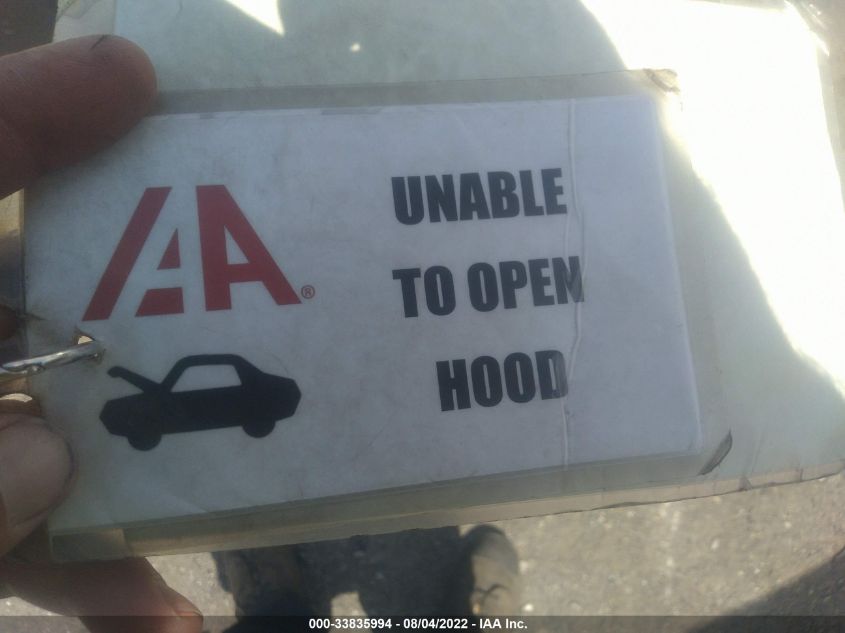 IAA®
UNABLE
TO OPEN
HOOD
000-33835994 - 08/04/2022 - IAA Inc.